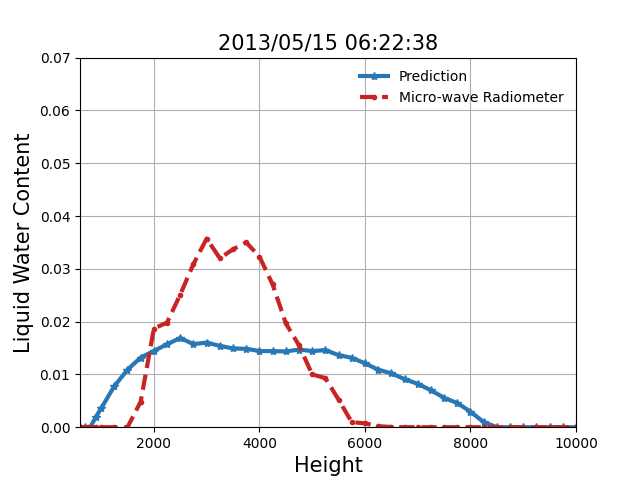 2013/05/15 06:22:38
0.07
0.06
0.05
0.04
0.03
0.02
0.01
0.00
Liquid Water Content
Prediction
Micro-wave Radiometer
2000 4000 6000 8000 10000
Height